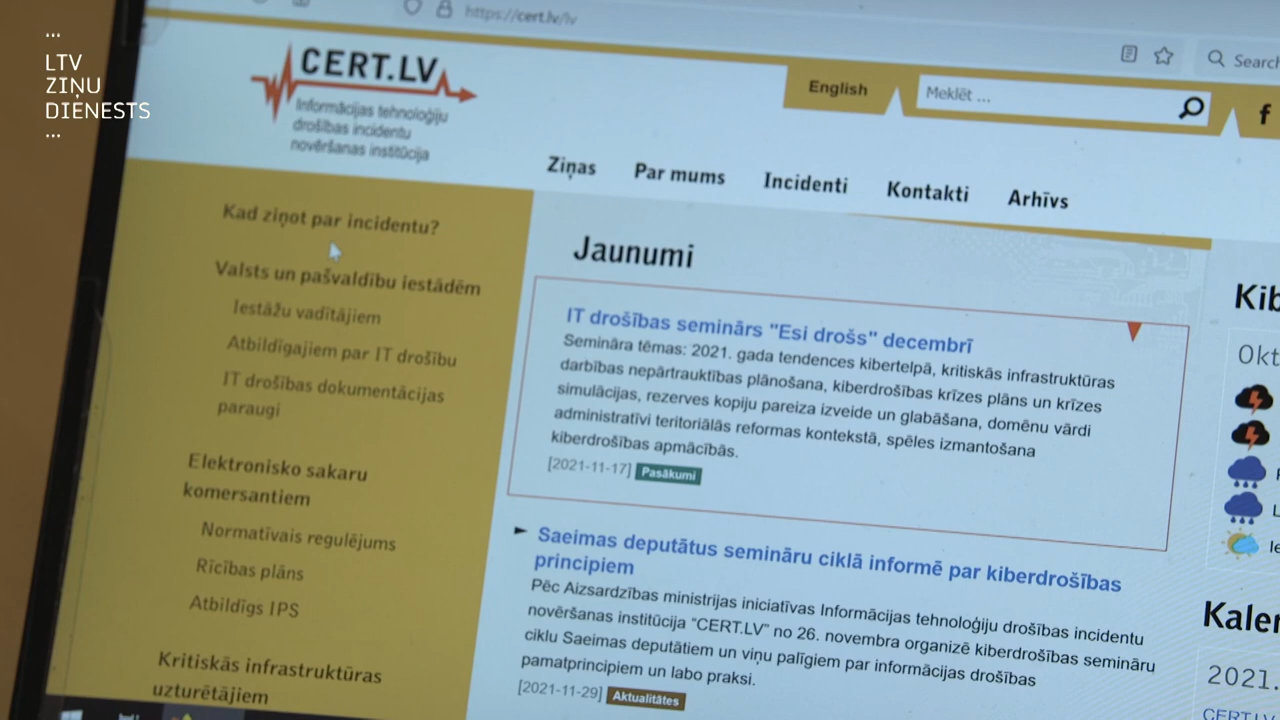 ...
LTV
ZIŅU
DIENESTS
...
https://cert.lv/lv
Search
CERT.LV
Informācijas tehnoloģiju
drošības incidentu
novēršanas institūcija
English
Meklēt ...
f
Ziņas
Par mums
Incidenti
Kontakti
Arhīvs
Kad ziņot par incidentu?
Valsts un pašvaldību iestādēm
Iestāžu vadītājiem
Atbildīgajiem par IT drošību
IT drošības dokumentācijas
paraugi
Elektronisko sakaru
komersantiem
Normatīvais regulējums
Rīcības plāns
Atbildīgs IPS
Kritiskās infrastruktūras
uzturētājiem
Jaunumi
IT drošības seminārs "Esi drošs" decembrī
Semināra tēmas: 2021. gada tendences kibertelpā, kritiskās infrastruktūras
darbības nepārtrauktības plānošana, kiberdrošības krīzes plāns un krīzes
simulācijas, rezerves kopiju pareiza izveide un glabāšana, domēnu vārdi
administratīvi teritoriālās reformas kontekstā, spēles izmantošana
kiberdrošības apmācībās.
[2021-11-17] Pasākumi
Saeimas deputātus semināru ciklā informē par kiberdrošības
principiem
Pēc Aizsardzības ministrijas iniciatīvas Informācijas tehnoloģiju drošības incidentu
novēršanas institūcija "CERT.LV" no 26. novembra organizē kiberdrošības semināru
ciklu Saeimas deputātiem un viņu palīgiem par informācijas drošības
pamatprincipiem un labo praksi.
[2021-11-29] Aktualitātes
Kib
Okt
Kaler
2021.
CERT.LV